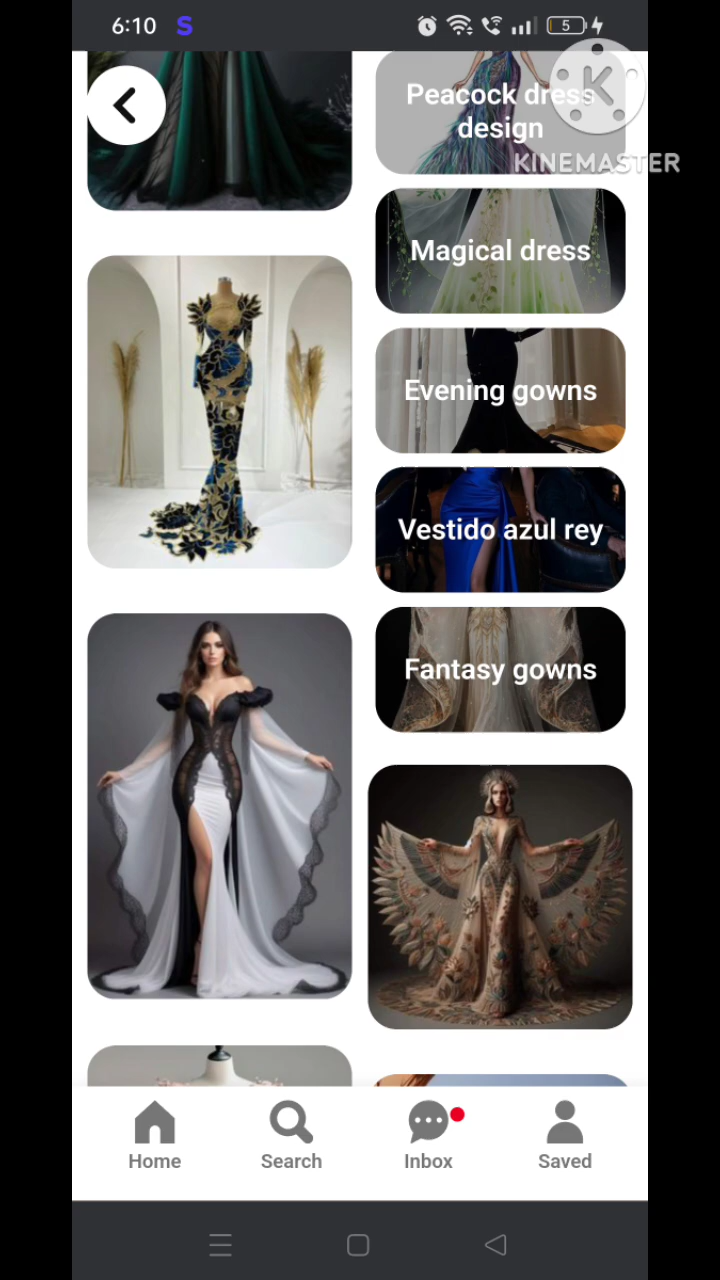 6:10 S
5
Peacock dress
design
K
KINEMASTER
Magical dress
Evening gowns
Vestido azul rey
Fantasy gowns
Home Search Inbox Saved